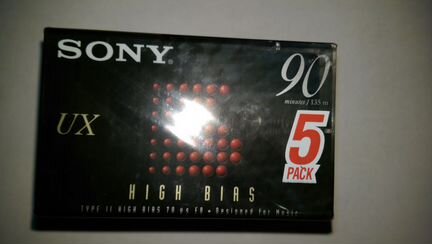 SONY
90
minutes / 135 m
UX
5
PACK
HIGH BIAS
TYPE II HIGH BIAS 70 µs EQ • Designed for Music